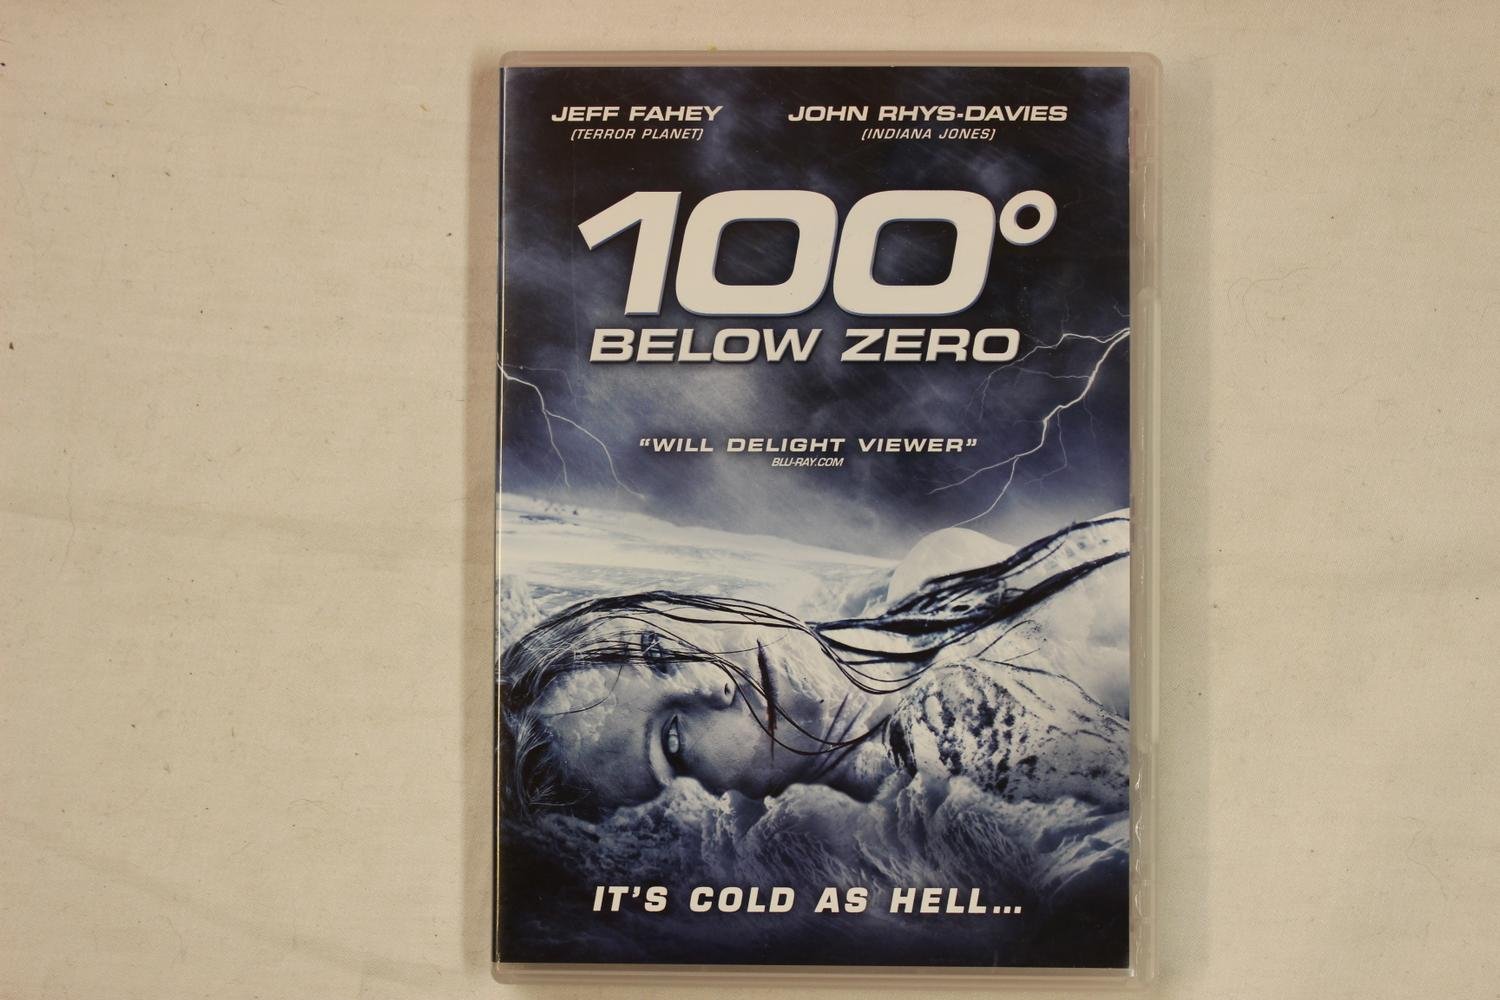 JEFF FAHEY JOHN RHYS-DAVIES
(TERROR PLANET) (INDIANA JONES)
100°
BELOW ZERO
“WILL DELIGHT VIEWER”
BLU-RAY.COM
IT'S COLD AS HELL...